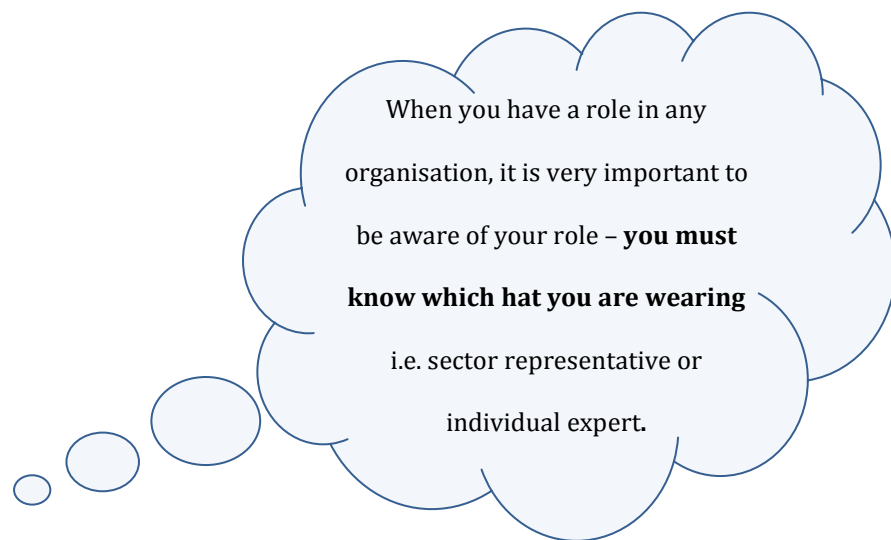 When you have a role in any
organisation, it is very important to
be aware of your role – you must
know which hat you are wearing
i.e. sector representative or
individual expert.